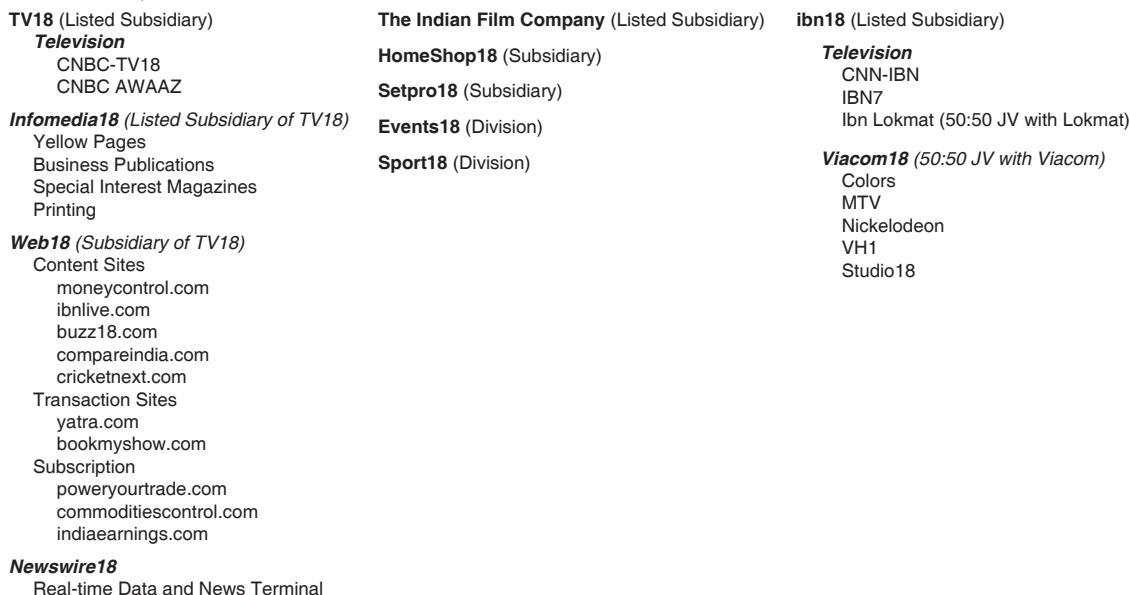 TV18 (Listed Subsidiary)
Television
CNBC-TV18
CNBC AWAAZ
Infomedia18 (Listed Subsidiary of TV18)
Yellow Pages
Business Publications
Special Interest Magazines
Printing
Web18 (Subsidiary of TV18)
Content Sites
moneycontrol.com
ibnlive.com
buzz18.com
compareindia.com
cricketnext.com
Transaction Sites
yatra.com
bookmyshow.com
Subscription
poweryourtrade.com
commoditiescontrol.com
indiaearnings.com
Newswire18
Real-time Data and News Terminal
The Indian Film Company (Listed Subsidiary)
HomeShop18 (Subsidiary)
Setpro18 (Subsidiary)
Events18 (Division)
Sport18 (Division)
ibn18 (Listed Subsidiary)
Television
CNN-IBN
IBN7
Ibn Lokmat (50:50 JV with Lokmat)
Viacom18 (50:50 JV with Viacom)
Colors
MTV
Nickelodeon
VH1
Studio18